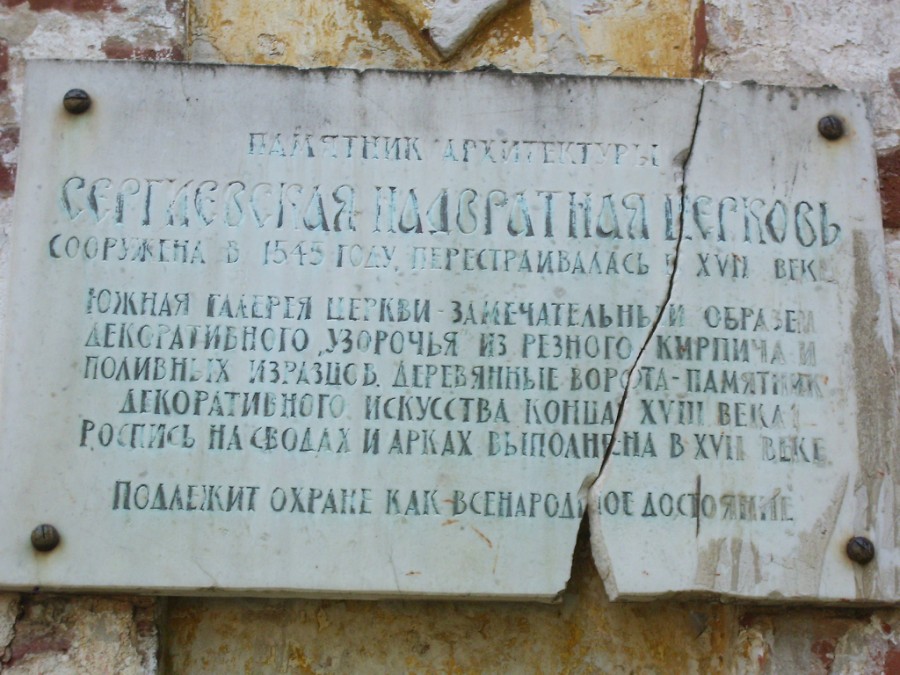 ПАМЯТНИК АРХИТЕКТУРЫ
СЕРГИЕВСКАЯ НАДВРАТНАЯ ЦЕРКОВЬ
СООРУЖЕНА В 1545 ГОДУ, ПЕРЕСТРАИВАЛАСЬ В XVII ВЕКЕ
ЮЖНАЯ ГАЛЕРЕЯ ЦЕРКВИ - ЗАМЕЧАТЕЛЬНЫЙ ОБРАЗЕЦ
ДЕКОРАТИВНОГО УЗОРОЧЬЯ ИЗ РЕЗНОГО КИРПИЧА И
ПОЛИВНЫХ ИЗРАЗЦОВ. ДЕРЕВЯННЫЕ ВОРОТА - ПАМЯТНИК
ДЕКОРАТИВНОГО ИСКУССТВА КОНЦА XVIII ВЕКА.
РОСПИСЬ НА СВОДАХ И АРКАХ ВЫПОЛНЕНА В XVII ВЕКЕ
ПОДЛЕЖИТ ОХРАНЕ КАК ВСЕНАРОДНОЕ ДОСТОЯНИЕ